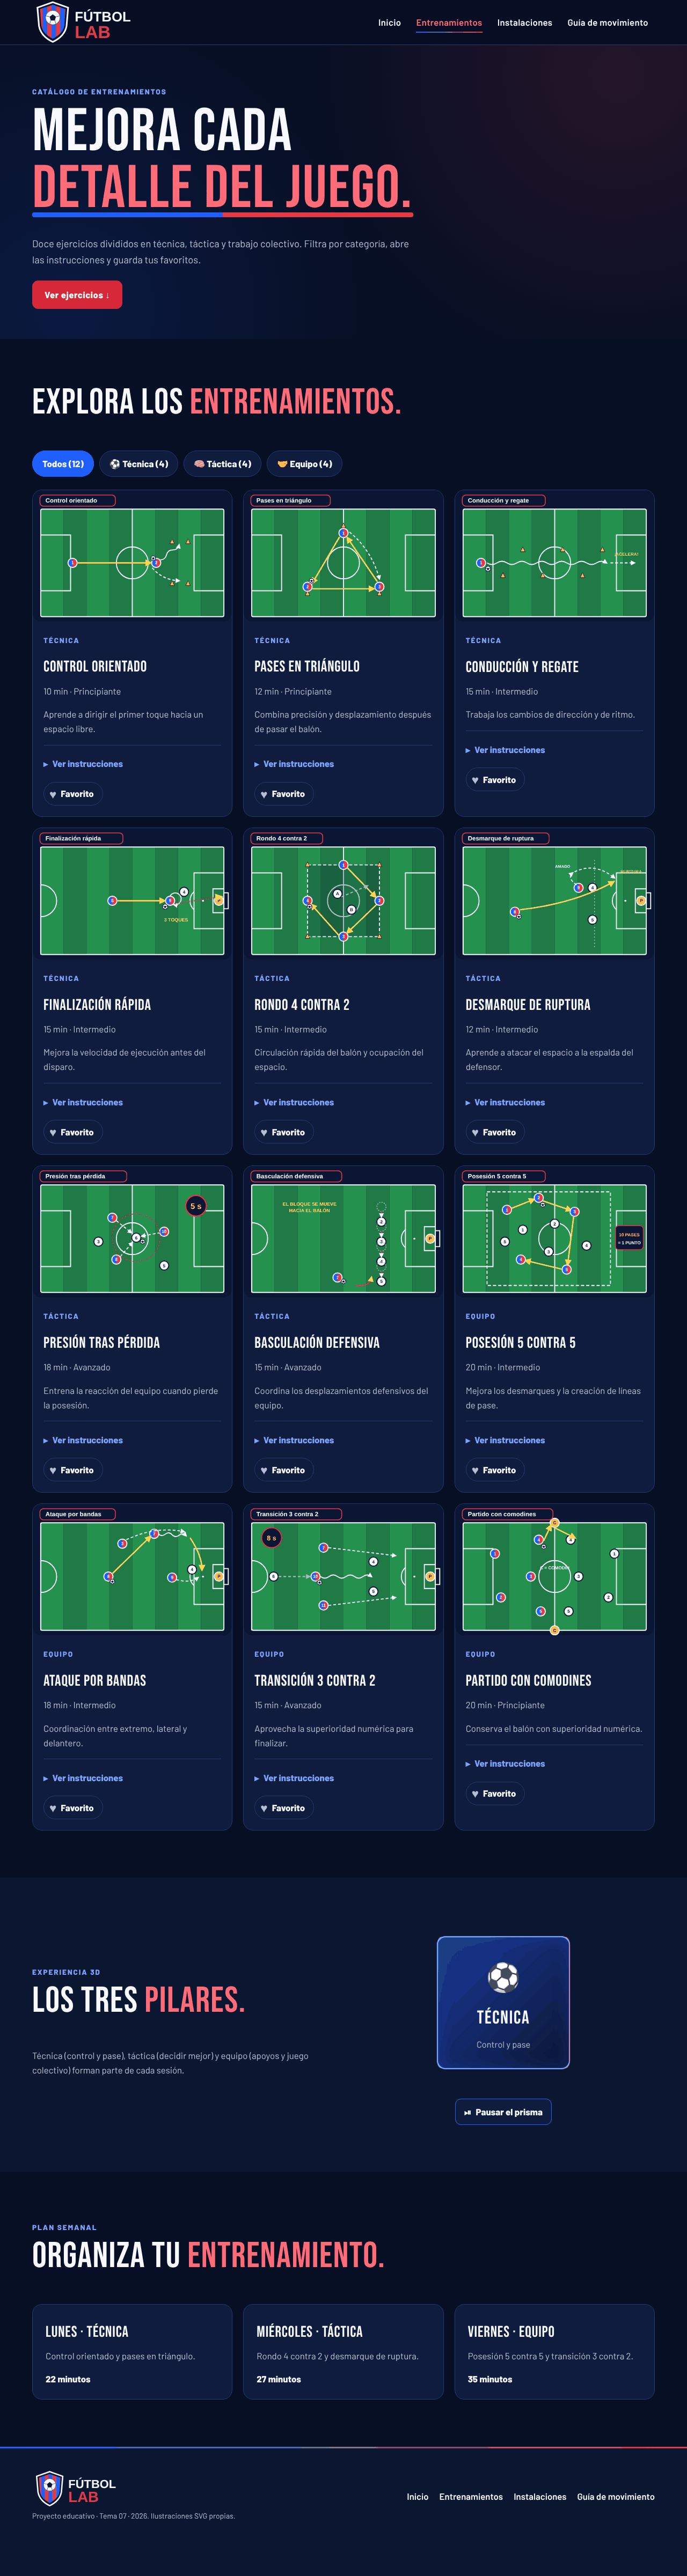 FÚTBOL
LAB
Inicio
Entrenamientos
Instalaciones
Guía de movimiento
CATÁLOGO DE ENTRENAMIENTOS
MEJORA CADA
DETALLE DEL JUEGO.
Doce ejercicios divididos en técnica, táctica y trabajo colectivo. Filtra por categoría, abre
las instrucciones y guarda tus favoritos.
Ver ejercicios ↓
EXPLORA LOS ENTRENAMIENTOS.
Todos (12)
⚽ Técnica (4)
🧠 Táctica (4)
🤝 Equipo (4)
Control orientado
TÉCNICA
CONTROL ORIENTADO
10 min · Principiante
Aprende a dirigir el primer toque hacia un
espacio libre.
▸ Ver instrucciones
♥ Favorito
Pases en triángulo
TÉCNICA
PASES EN TRIÁNGULO
12 min · Principiante
Combina precisión y desplazamiento después
de pasar el balón.
▸ Ver instrucciones
♥ Favorito
Conducción y regate
TÉCNICA
CONDUCCIÓN Y REGATE
15 min · Intermedio
Trabaja los cambios de dirección y de ritmo.
▸ Ver instrucciones
♥ Favorito
Finalización rápida
3 TOQUES
TÉCNICA
FINALIZACIÓN RÁPIDA
15 min · Intermedio
Mejora la velocidad de ejecución antes del
disparo.
▸ Ver instrucciones
♥ Favorito
Rondo 4 contra 2
TÁCTICA
RONDO 4 CONTRA 2
15 min · Intermedio
Circulación rápida del balón y ocupación del
espacio.
▸ Ver instrucciones
♥ Favorito
Desmarque de ruptura
AMAGO
TÁCTICA
DESMARQUE DE RUPTURA
12 min · Intermedio
Aprende a atacar el espacio a la espalda del
defensor.
▸ Ver instrucciones
♥ Favorito
Presión tras pérdida
5 s
TÁCTICA
PRESIÓN TRAS PÉRDIDA
18 min · Avanzado
Entrena la reacción del equipo cuando pierde
la posesión.
▸ Ver instrucciones
♥ Favorito
Basculación defensiva
EL BLOQUE SE MUEVE
HACIA EL BALÓN
TÁCTICA
BASCULACIÓN DEFENSIVA
15 min · Avanzado
Coordina los desplazamientos defensivos del
equipo.
▸ Ver instrucciones
♥ Favorito
Posesión 5 contra 5
10 PASES
= 1 PUNTO
EQUIPO
POSESIÓN 5 CONTRA 5
20 min · Intermedio
Mejora los desmarques y la creación de líneas
de pase.
▸ Ver instrucciones
♥ Favorito
Ataque por bandas
EQUIPO
ATAQUE POR BANDAS
18 min · Intermedio
Coordinación entre extremo, lateral y
delantero.
▸ Ver instrucciones
♥ Favorito
Transición 3 contra 2
8 s
EQUIPO
TRANSICIÓN 3 CONTRA 2
15 min · Avanzado
Aprovecha la superioridad numérica para
finalizar.
▸ Ver instrucciones
♥ Favorito
Partido con comodines
EQUIPO
PARTIDO CON COMODINES
20 min · Principiante
Conserva el balón con superioridad numérica.
▸ Ver instrucciones
♥ Favorito
EXPERIENCIA 3D
LOS TRES PILARES.
Técnica (control y pase), táctica (decidir mejor) y equipo (apoyos y juego
colectivo) forman parte de cada sesión.
TÉCNICA
Control y pase
⏯ Pausar el prisma
PLAN SEMANAL
ORGANIZA TU ENTRENAMIENTO.
LUNES · TÉCNICA
Control orientado y pases en triángulo.
22 minutos
MIÉRCOLES · TÁCTICA
Rondo 4 contra 2 y desmarque de ruptura.
27 minutos
VIERNES · EQUIPO
Posesión 5 contra 5 y transición 3 contra 2.
35 minutos
FÚTBOL
LAB
Proyecto educativo · Tema 07 · 2026. Ilustraciones SVG propias.
Inicio
Entrenamientos
Instalaciones
Guía de movimiento